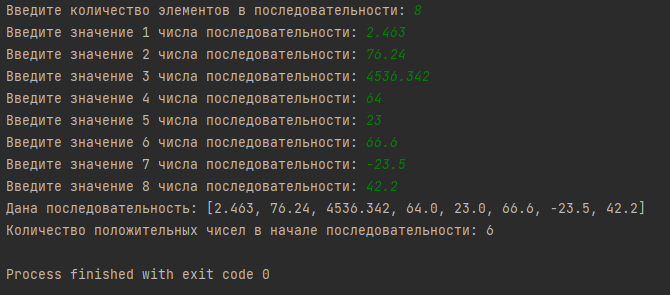 Введите количество элементов в последовательности: 8
Введите значение 1 числа последовательности: 2.463
Введите значение 2 числа последовательности: 76.24
Введите значение 3 числа последовательности: 4536.342
Введите значение 4 числа последовательности: 64
Введите значение 5 числа последовательности: 23
Введите значение 6 числа последовательности: 66.6
Введите значение 7 числа последовательности: -23.5
Введите значение 8 числа последовательности: 42.2
Дана последовательность: [2.463, 76.24, 4536.342, 64.0, 23.0, 66.6, -23.5, 42.2]
Количество положительных чисел в начале последовательности: 6
Process finished with exit code 0